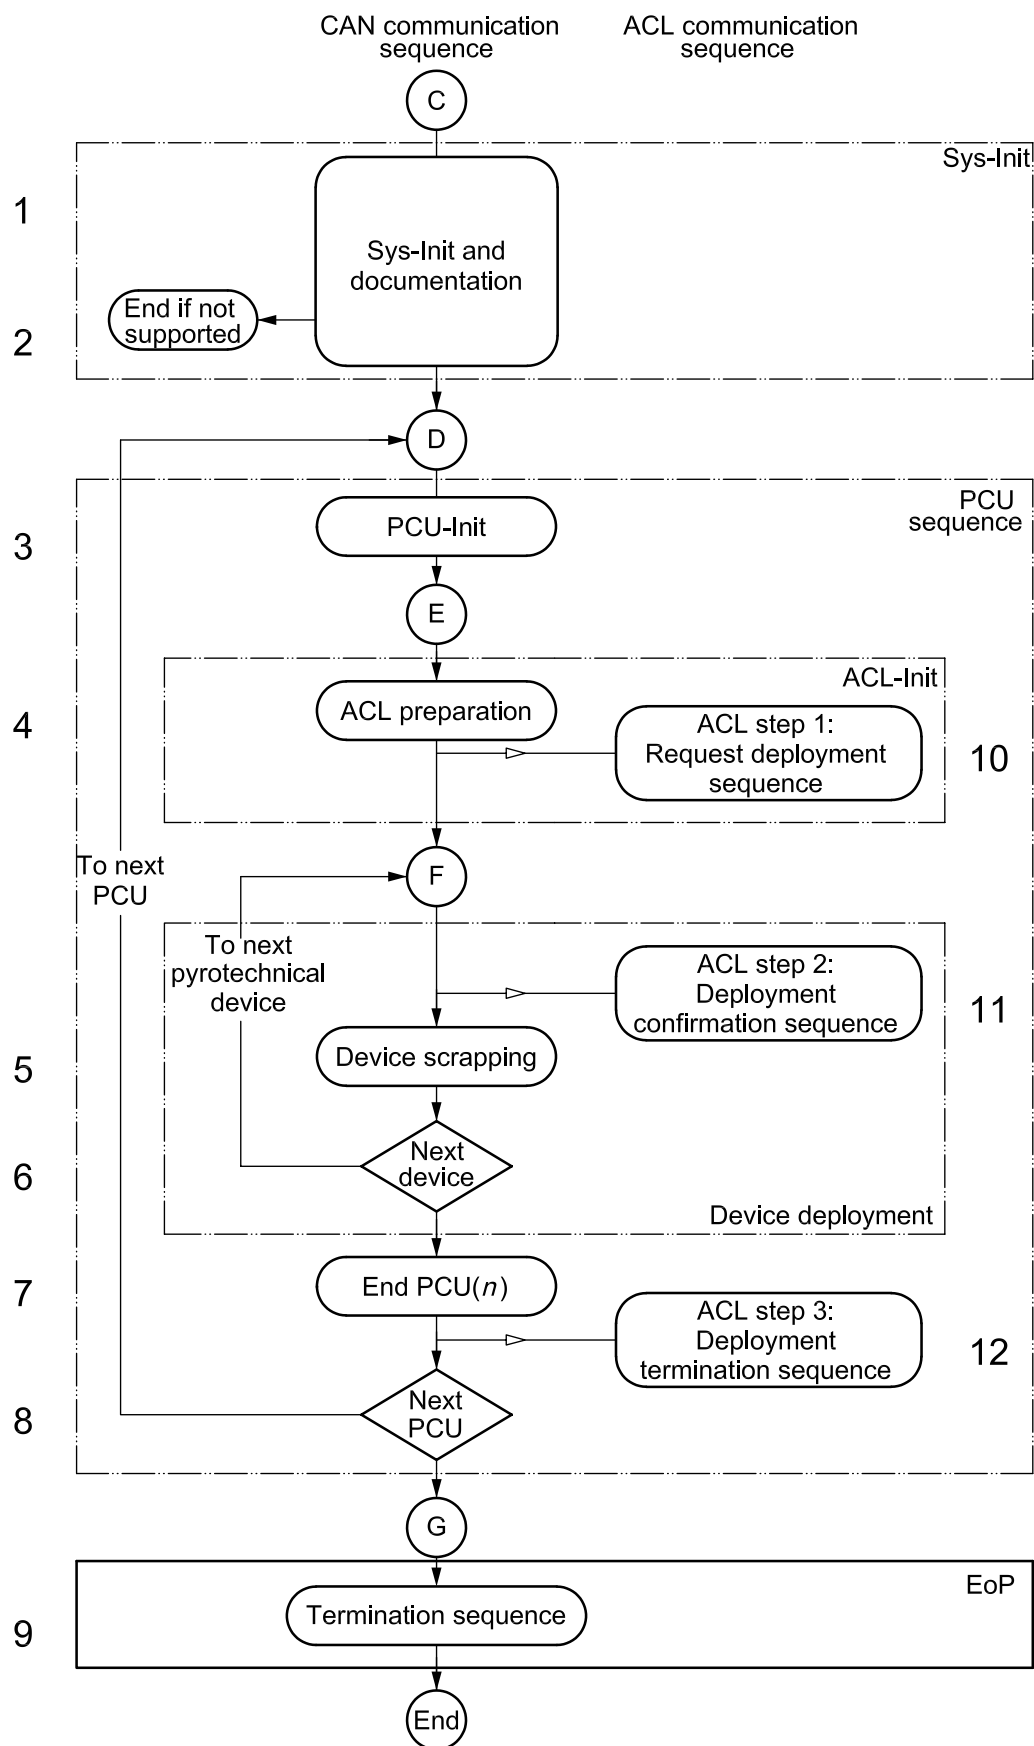 CAN communication
sequence
ACL communication
sequence
C
Sys-Init
1
Sys-Init and
documentation
End if not
supported
2
D
PCU
sequence
PCU-Init
3
E
ACL-Init
ACL preparation
4
ACL step 1:
Request deployment
sequence
10
To next
PCU
F
To next
pyrotechnical
device
ACL step 2:
Deployment
confirmation sequence
11
Device scrapping
5
Next
device
6
Device deployment
End PCU(n)
7
ACL step 3:
Deployment
termination sequence
12
Next
PCU
8
G
EoP
Termination sequence
9
End